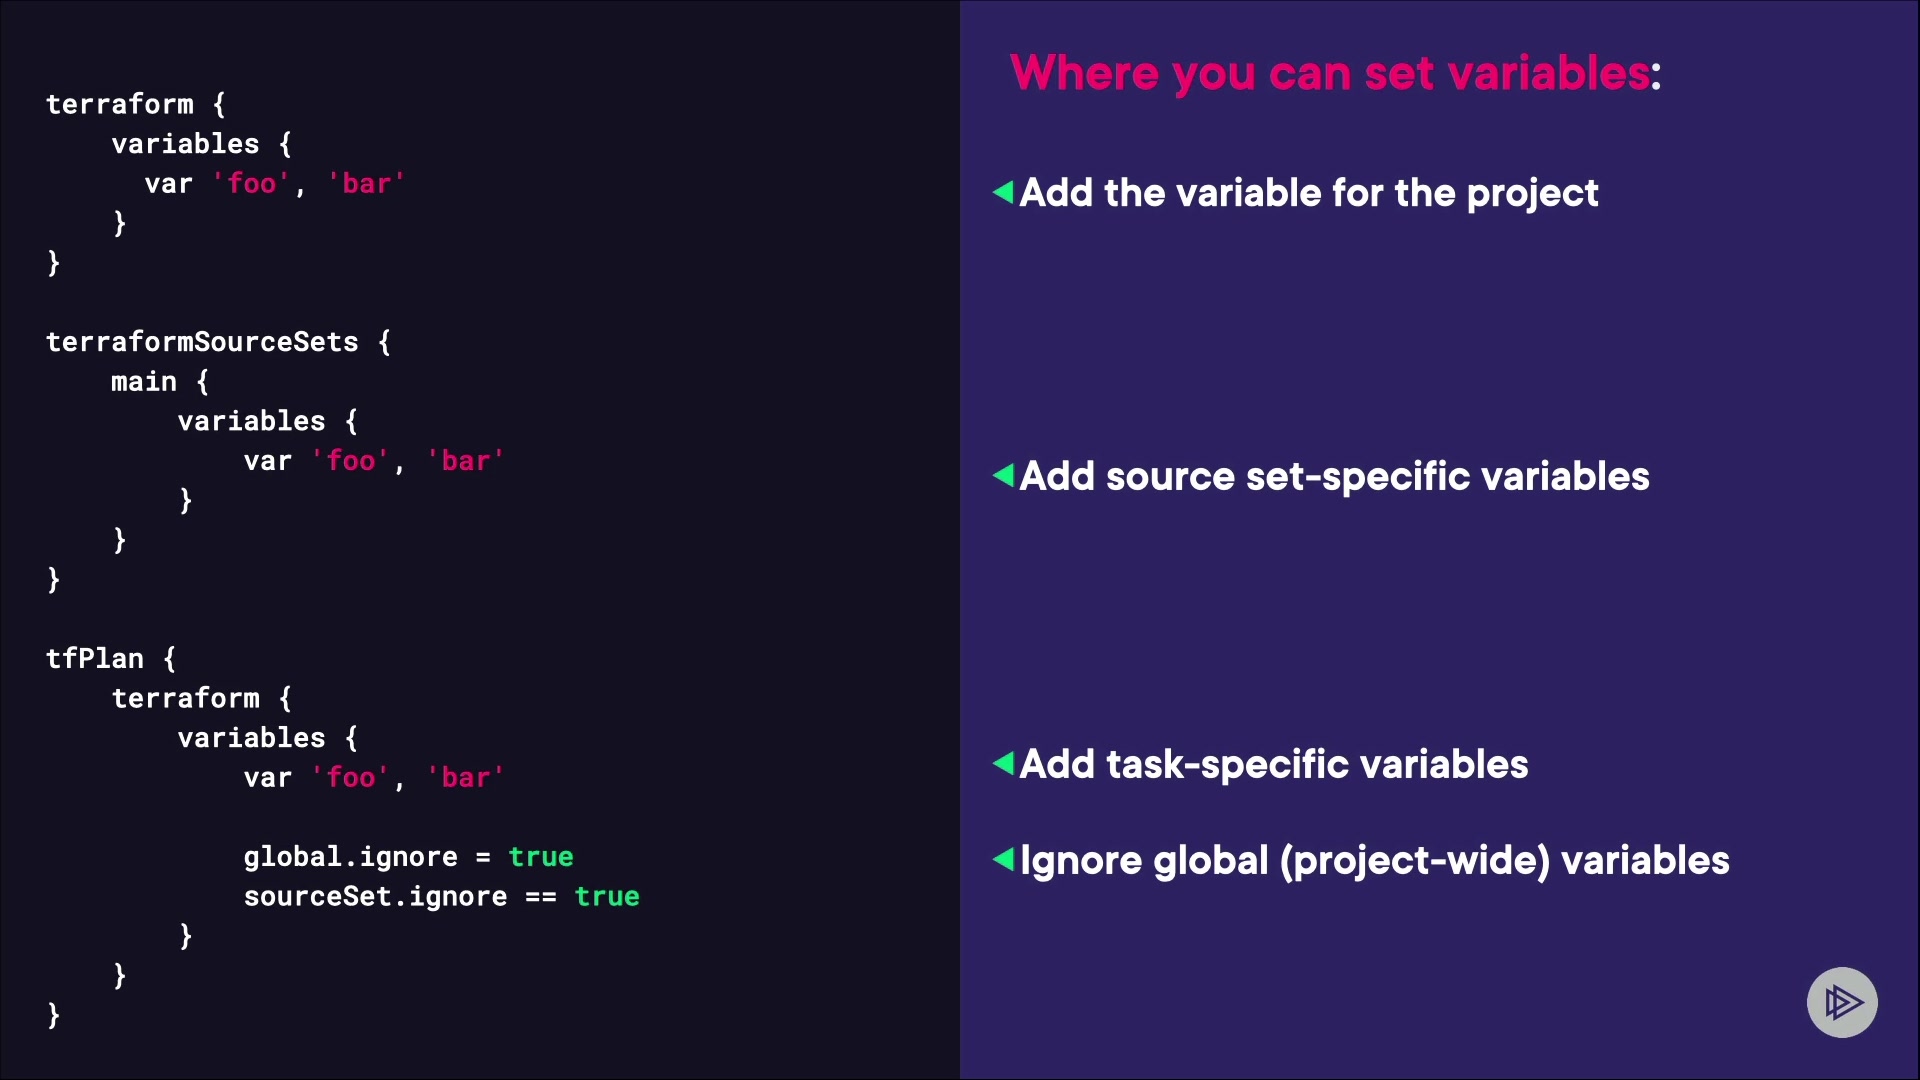 terraform {
variables {
var 'foo', 'bar'
}
}
terraformSourceSets {
main {
variables {
var 'foo', 'bar'
}
}
}
tfPlan {
terraform {
variables {
var 'foo', 'bar'
global.ignore = true
sourceSet.ignore == true
}
}
}
Where you can set variables:
Add the variable for the project
Add source set-specific variables
Add task-specific variables
Ignore global (project-wide) variables